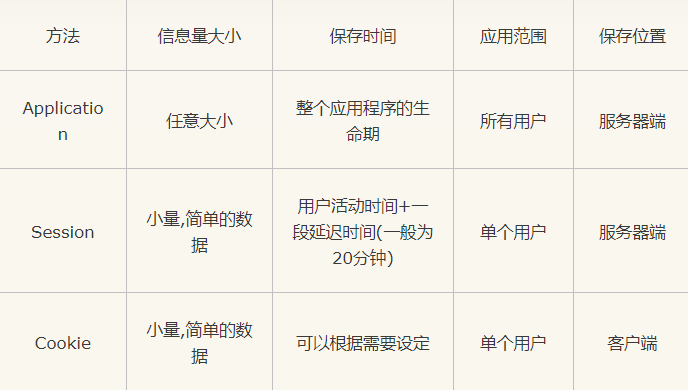 方法 信息量大小 保存时间 应用范围 保存位置
Applicatio
n
任意大小
整个应用程序的生
命期
所有用户
服务器端
Session
小量,简单的数
据
用户活动时间+一
段延迟时间(一般为
20分钟)
单个用户
服务器端
Cookie
小量,简单的数
据
可以根据需要设定
单个用户
客户端